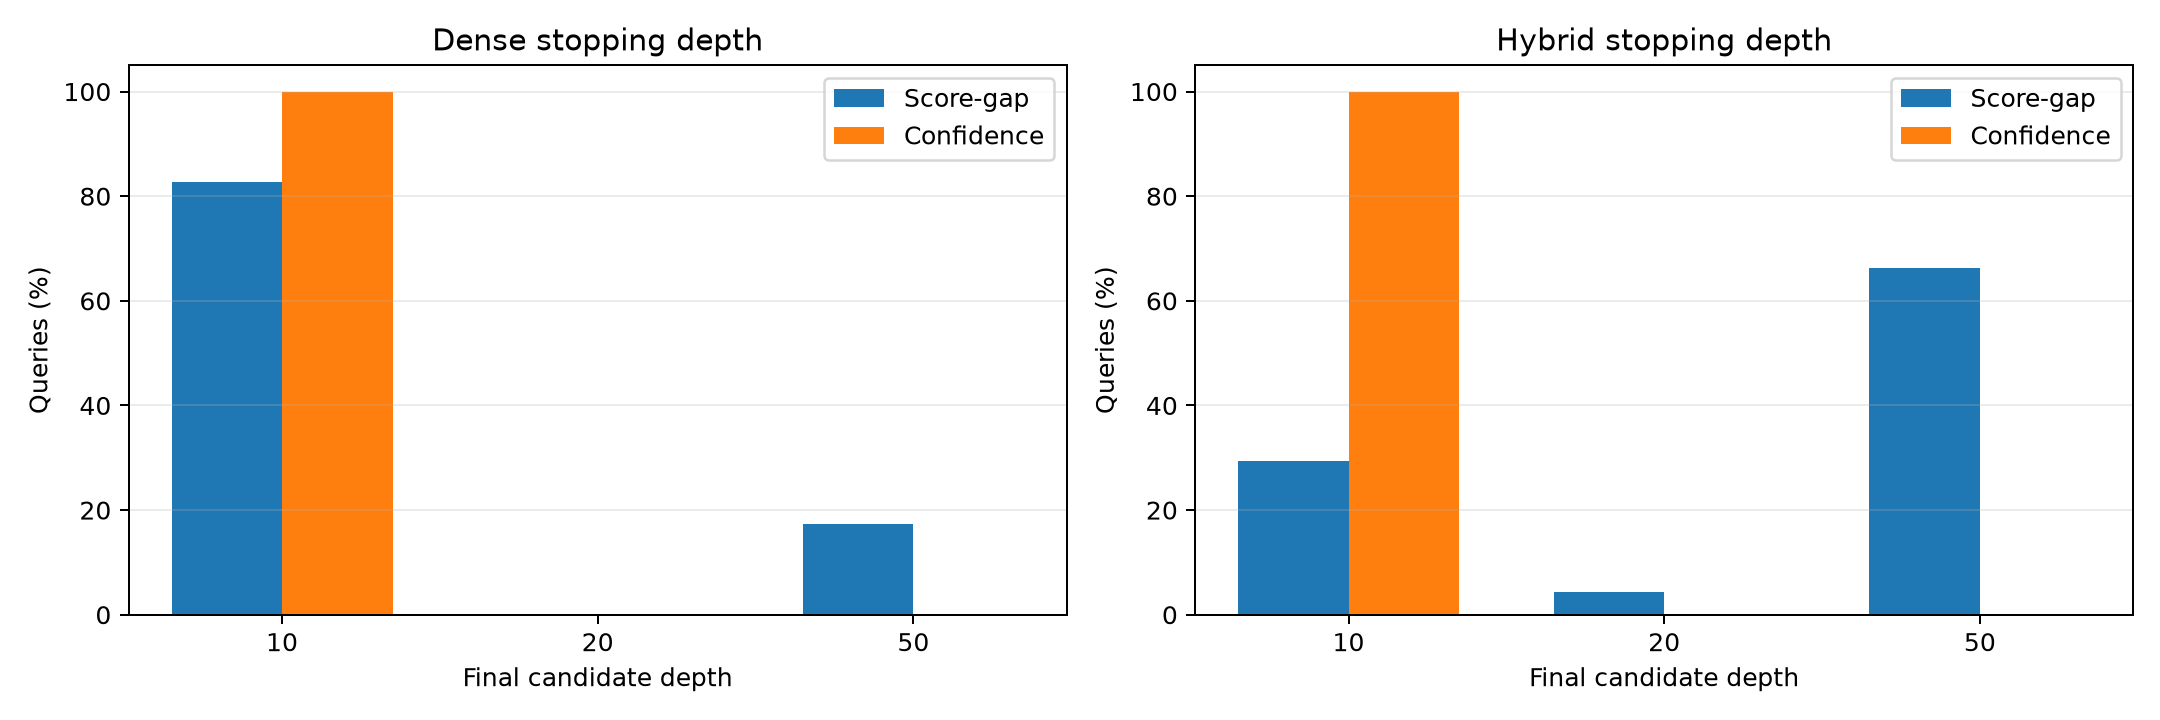 Dense stopping depth
Queries (%)
100
80
60
40
20
0
Score-gap
Confidence
10 20 50
Final candidate depth
Hybrid stopping depth
Queries (%)
100
80
60
40
20
0
Score-gap
Confidence
10 20 50
Final candidate depth